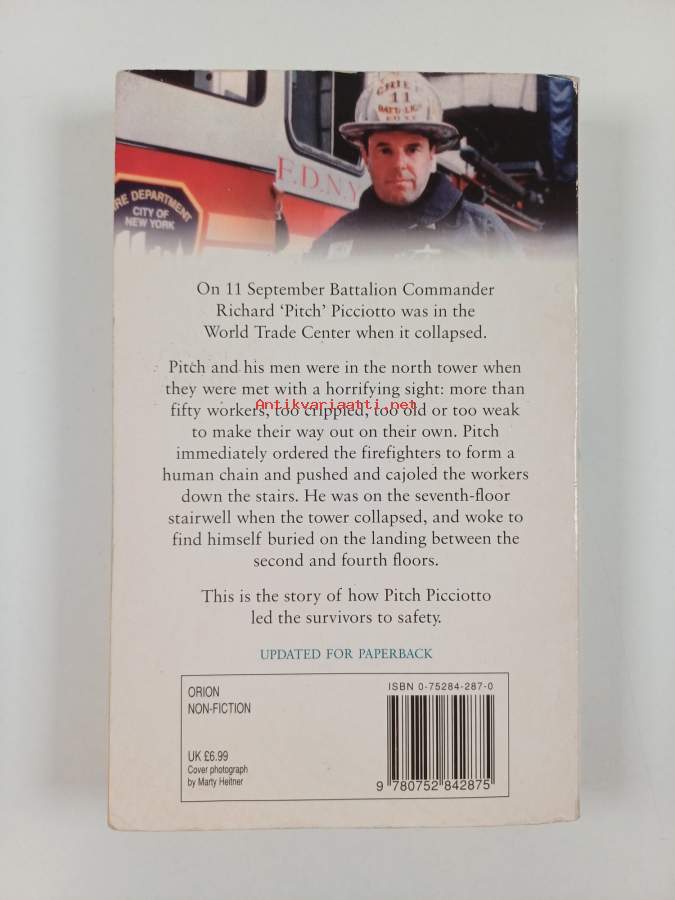 CHIEF
11
BATTALION
F.D.N.Y.
FIRE DEPARTMENT
CITY OF
NEW YORK
On 11 September Battalion Commander
Richard ‘Pitch’ Picciotto was in the
World Trade Center when it collapsed.
Pitch and his men were in the north tower when
they were met with a horrifying sight: more than
fifty workers, too crippled, too old or too weak
Antikvariaatti.net
to make their way out on their own. Pitch
immediately ordered the firefighters to form a
human chain and pushed and cajoled the workers
down the stairs. He was on the seventh-floor
stairwell when the tower collapsed, and woke to
find himself buried on the landing between the
second and fourth floors.
This is the story of how Pitch Picciotto
led the survivors to safety.
UPDATED FOR PAPERBACK
ORION
NON-FICTION
UK £6.99
Cover photograph
by Marty Heitner
ISBN 0-75284-287-0
9 780752 842875